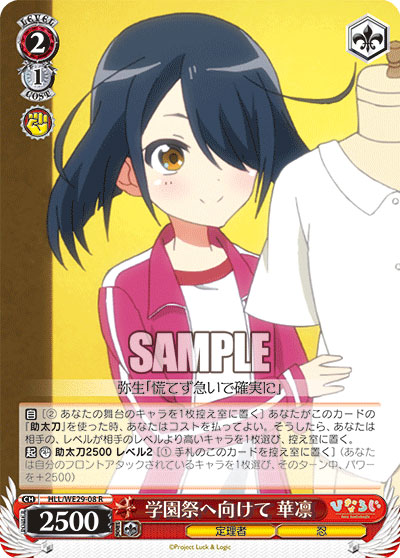 LEVEL
2
1
COST
SAMPLE
弥生「慌てず急いで確実に」
自 [② あなたの舞台のキャラを1枚控え室に置く] あなたがこのカードの
『助太刀』を使った時、あなたはコストを払ってよい。そうしたら、あなたは
相手の、レベルが相手のレベルより高いキャラを1枚選び、控え室に置く。
起 助太刀2500 レベル2 [① 手札のこのカードを控え室に置く]（あなた
は自分のフロントアタックされているキャラを1枚選び、そのターン中、パワー
を+2500）
CH HLL/WE29-08 R
2500
学園祭へ向けて 華凛
ひなろじ
定理者
忍
©Project Luck & Logic